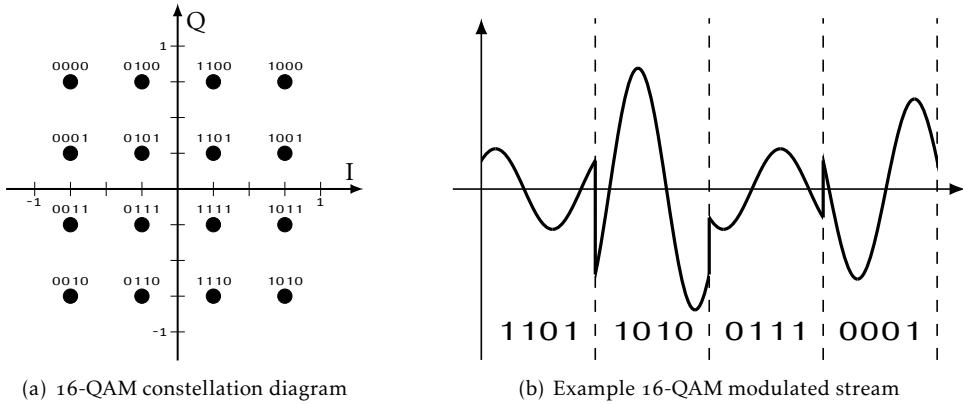 Q
1
0000 0100 1100 1000
0001 0101 1101 1001
I
-1 1
0011 0111 1111 1011
0010 0110 1110 1010
-1
(a) 16-QAM constellation diagram
1101 1010 0111 0001
(b) Example 16-QAM modulated stream